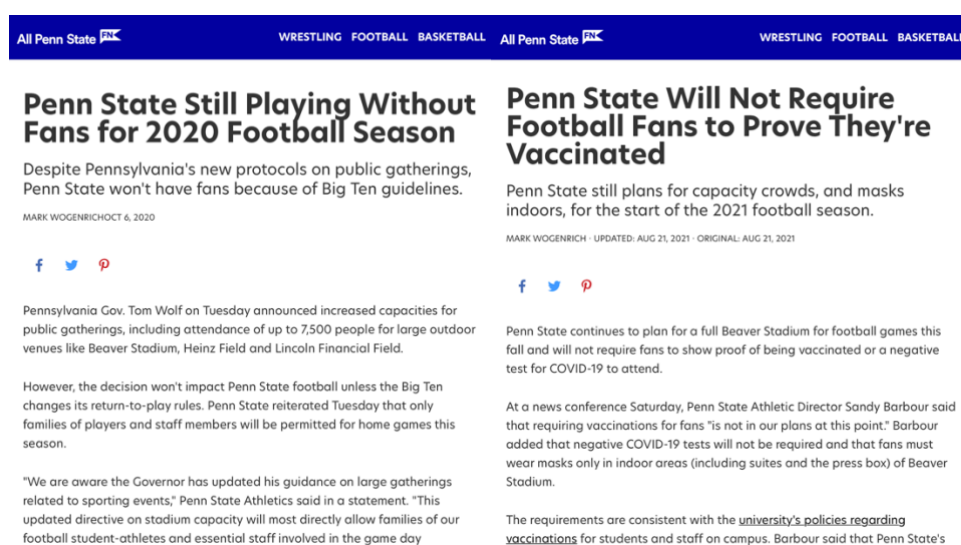 All Penn State FN
WRESTLING FOOTBALL BASKETBALL
Penn State Still Playing Without
Fans for 2020 Football Season
Despite Pennsylvania's new protocols on public gatherings,
Penn State won't have fans because of Big Ten guidelines.
MARK WOGENRICHOCT 6, 2020
Pennsylvania Gov. Tom Wolf on Tuesday announced increased capacities for
public gatherings, including attendance of up to 7,500 people for large outdoor
venues like Beaver Stadium, Heinz Field and Lincoln Financial Field.
However, the decision won't impact Penn State football unless the Big Ten
changes its return-to-play rules. Penn State reiterated Tuesday that only
families of players and staff members will be permitted for home games this
season.
"We are aware the Governor has updated his guidance on large gatherings
related to sporting events," Penn State Athletics said in a statement. "This
updated directive on stadium capacity will most directly allow families of our
football student-athletes and essential staff involved in the game day
All Penn State FN
WRESTLING FOOTBALL BASKETBALL
Penn State Will Not Require
Football Fans to Prove They're
Vaccinated
Penn State still plans for capacity crowds, and masks
indoors, for the start of the 2021 football season.
MARK WOGENRICH · UPDATED: AUG 21, 2021 · ORIGINAL: AUG 21, 2021
Penn State continues to plan for a full Beaver Stadium for football games this
fall and will not require fans to show proof of being vaccinated or a negative
test for COVID-19 to attend.
At a news conference Saturday, Penn State Athletic Director Sandy Barbour said
that requiring vaccinations for fans "is not in our plans at this point." Barbour
added that negative COVID-19 tests will not be required and that fans must
wear masks only in indoor areas (including suites and the press box) of Beaver
Stadium.
The requirements are consistent with the university's policies regarding
vaccinations for students and staff on campus. Barbour said that Penn State's